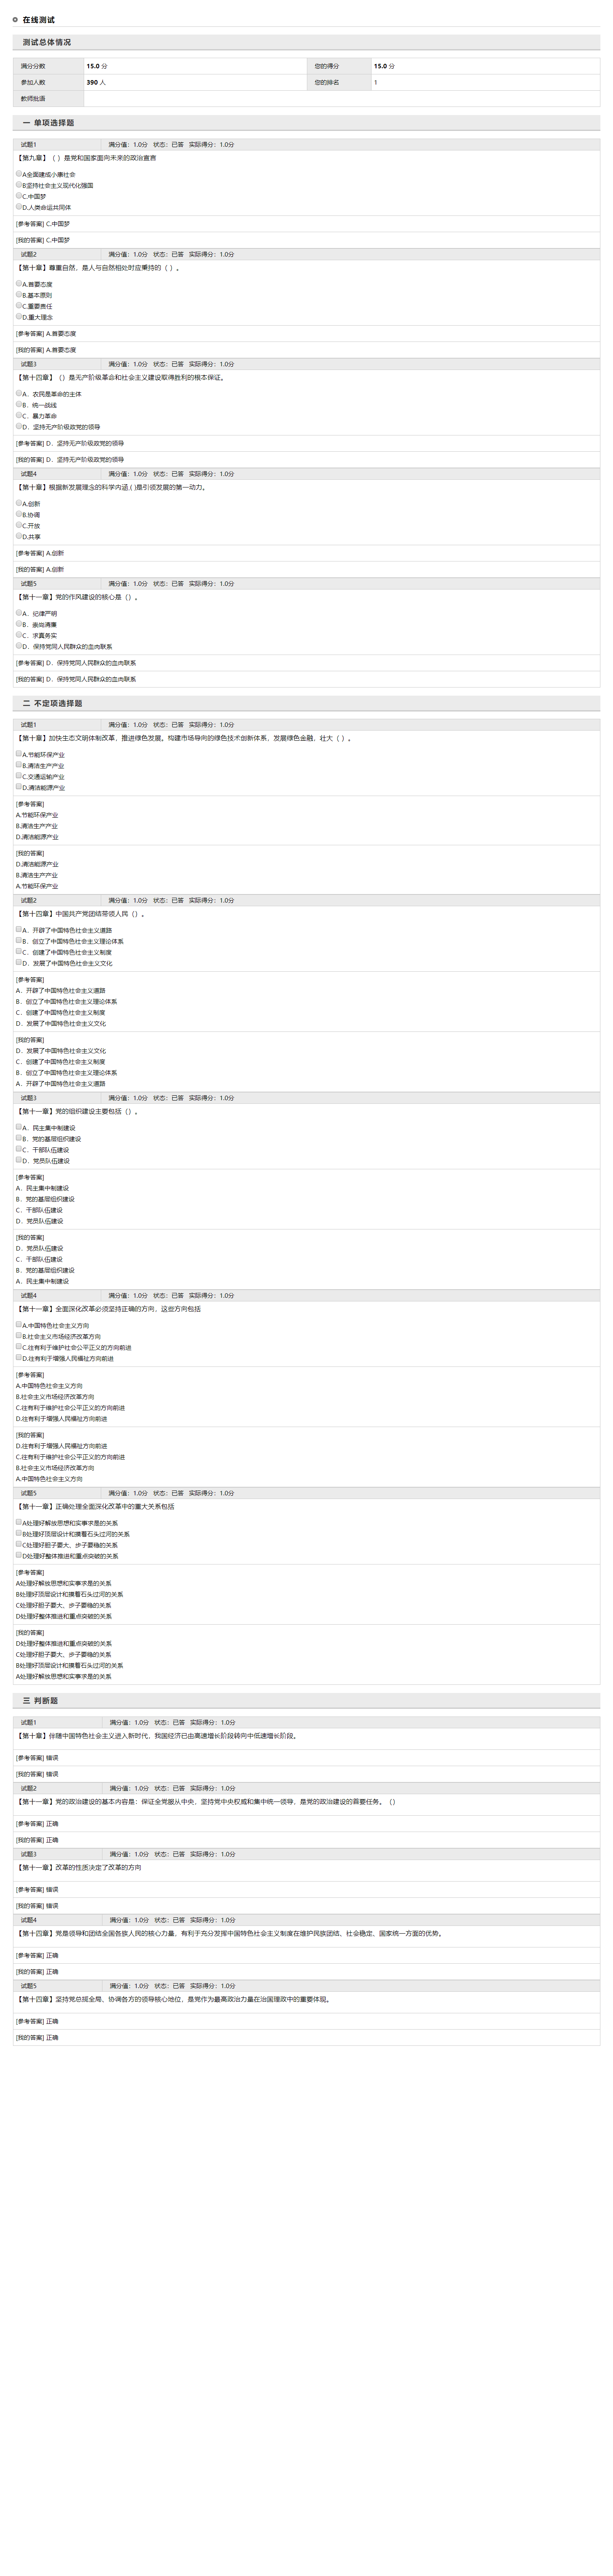 在线测试
测试总体情况
满分分数 15.0 分 您的得分 15.0 分
参加人数 390 人 您的排名 1
教师批语
一 单项选择题
试题1 满分值：1.0分 状态：已答 实际得分：1.0分
【第九章】（ ）是党和国家面向未来的政治宣言
A全面建成小康社会
B坚持社会主义现代化强国
C.中国梦
D.人类命运共同体
[参考答案] C.中国梦
[我的答案] C.中国梦
试题2 满分值：1.0分 状态：已答 实际得分：1.0分
【第十章】尊重自然，是人与自然相处时应秉持的（ ）。
A.首要态度
B.基本原则
C.重要责任
D.重大理念
[参考答案] A.首要态度
[我的答案] A.首要态度
试题3 满分值：1.0分 状态：已答 实际得分：1.0分
【第十四章】（）是无产阶级革命和社会主义建设取得胜利的根本保证。
A．农民是革命的主体
B．统一战线
C．暴力革命
D．坚持无产阶级政党的领导
[参考答案] D．坚持无产阶级政党的领导
[我的答案] D．坚持无产阶级政党的领导
试题4 满分值：1.0分 状态：已答 实际得分：1.0分
【第十章】根据新发展理念的科学内涵,( )是引领发展的第一动力。
A.创新
B.协调
C.开放
D.共享
[参考答案] A.创新
[我的答案] A.创新
试题5 满分值：1.0分 状态：已答 实际得分：1.0分
【第十一章】党的作风建设的核心是（）。
A．纪律严明
B．崇尚清廉
C．求真务实
D．保持党同人民群众的血肉联系
[参考答案] D．保持党同人民群众的血肉联系
[我的答案] D．保持党同人民群众的血肉联系
二 不定项选择题
试题1 满分值：1.0分 状态：已答 实际得分：1.0分
【第十章】加快生态文明体制改革，推进绿色发展。构建市场导向的绿色技术创新体系，发展绿色金融，壮大（ ）。
A.节能环保产业
B.清洁生产产业
C.交通运输产业
D.清洁能源产业
[参考答案]
A.节能环保产业
B.清洁生产产业
D.清洁能源产业
[我的答案]
D.清洁能源产业
B.清洁生产产业
A.节能环保产业
试题2 满分值：1.0分 状态：已答 实际得分：1.0分
【第十四章】中国共产党团结带领人民（）。
A．开辟了中国特色社会主义道路
B．创立了中国特色社会主义理论体系
C．创建了中国特色社会主义制度
D．发展了中国特色社会主义文化
[参考答案]
A．开辟了中国特色社会主义道路
B．创立了中国特色社会主义理论体系
C．创建了中国特色社会主义制度
D．发展了中国特色社会主义文化
[我的答案]
D．发展了中国特色社会主义文化
C．创建了中国特色社会主义制度
B．创立了中国特色社会主义理论体系
A．开辟了中国特色社会主义道路
试题3 满分值：1.0分 状态：已答 实际得分：1.0分
【第十一章】党的组织建设主要包括（）。
A．民主集中制建设
B．党的基层组织建设
C．干部队伍建设
D．党员队伍建设
[参考答案]
A．民主集中制建设
B．党的基层组织建设
C．干部队伍建设
D．党员队伍建设
[我的答案]
D．党员队伍建设
C．干部队伍建设
B．党的基层组织建设
A．民主集中制建设
试题4 满分值：1.0分 状态：已答 实际得分：1.0分
【第十一章】全面深化改革必须坚持正确的方向，这些方向包括
A.中国特色社会主义方向
B.社会主义市场经济改革方向
C.往有利于维护社会公平正义的方向前进
D.往有利于增强人民福祉方向前进
[参考答案]
A.中国特色社会主义方向
B.社会主义市场经济改革方向
C.往有利于维护社会公平正义的方向前进
D.往有利于增强人民福祉方向前进
[我的答案]
D.往有利于增强人民福祉方向前进
C.往有利于维护社会公平正义的方向前进
B.社会主义市场经济改革方向
A.中国特色社会主义方向
试题5 满分值：1.0分 状态：已答 实际得分：1.0分
【第十一章】正确处理全面深化改革中的重大关系包括
A处理好解放思想和实事求是的关系
B处理好顶层设计和摸着石头过河的关系
C处理好胆子要大、步子要稳的关系
D处理好整体推进和重点突破的关系
[参考答案]
A处理好解放思想和实事求是的关系
B处理好顶层设计和摸着石头过河的关系
C处理好胆子要大、步子要稳的关系
D处理好整体推进和重点突破的关系
[我的答案]
D处理好整体推进和重点突破的关系
C处理好胆子要大、步子要稳的关系
B处理好顶层设计和摸着石头过河的关系
A处理好解放思想和实事求是的关系
三 判断题
试题1 满分值：1.0分 状态：已答 实际得分：1.0分
【第十章】伴随中国特色社会主义进入新时代，我国经济已由高速增长阶段转向中低速增长阶段。
[参考答案] 错误
[我的答案] 错误
试题2 满分值：1.0分 状态：已答 实际得分：1.0分
【第十一章】党的政治建设的基本内容是：保证全党服从中央，坚持党中央权威和集中统一领导，是党的政治建设的首要任务。（）
[参考答案] 正确
[我的答案] 正确
试题3 满分值：1.0分 状态：已答 实际得分：1.0分
【第十一章】改革的性质决定了改革的方向
[参考答案] 错误
[我的答案] 错误
试题4 满分值：1.0分 状态：已答 实际得分：1.0分
【第十四章】党是领导和团结全国各族人民的核心力量，有利于充分发挥中国特色社会主义制度在维护民族团结、社会稳定、国家统一方面的优势。
[参考答案] 正确
[我的答案] 正确
试题5 满分值：1.0分 状态：已答 实际得分：1.0分
【第十四章】坚持党总揽全局、协调各方的领导核心地位，是党作为最高政治力量在治国理政中的重要体现。
[参考答案] 正确
[我的答案] 正确